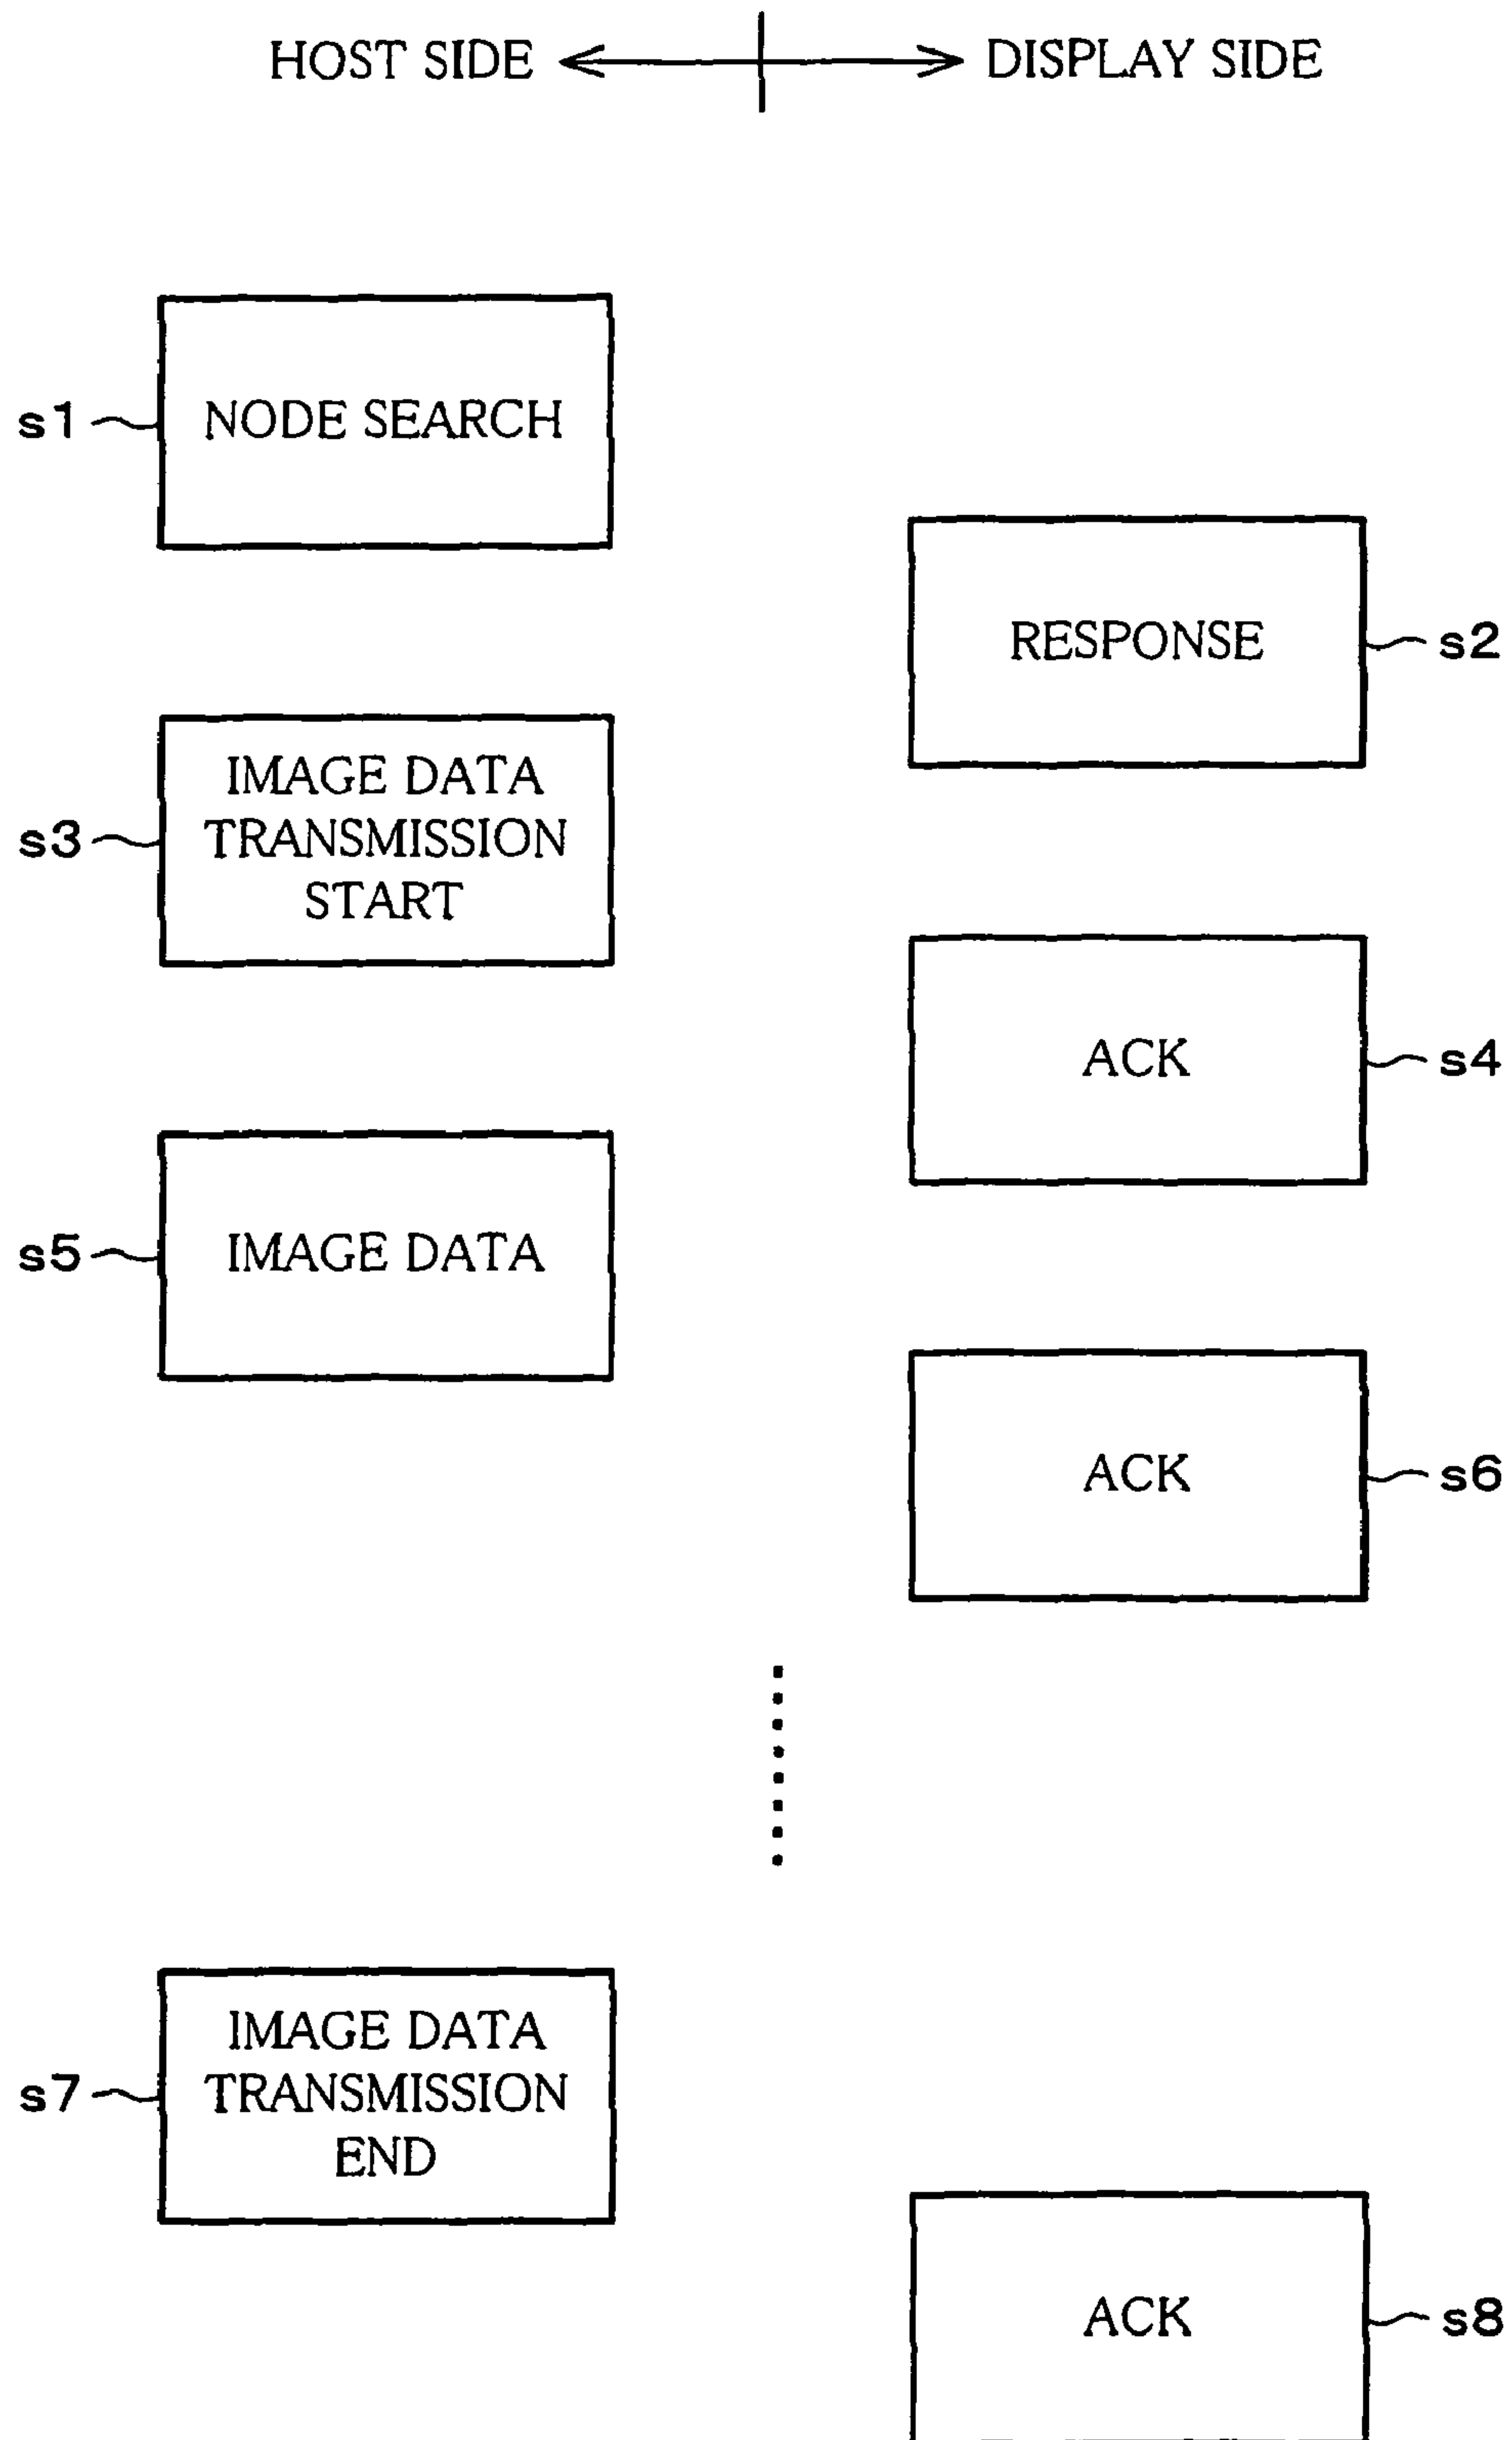 HOST SIDE DISPLAY SIDE
s1 NODE SEARCH
RESPONSE s2
IMAGE DATA
s3 TRANSMISSION
START
ACK s4
s5 IMAGE DATA
ACK s6
IMAGE DATA
s7 TRANSMISSION
END
ACK s8